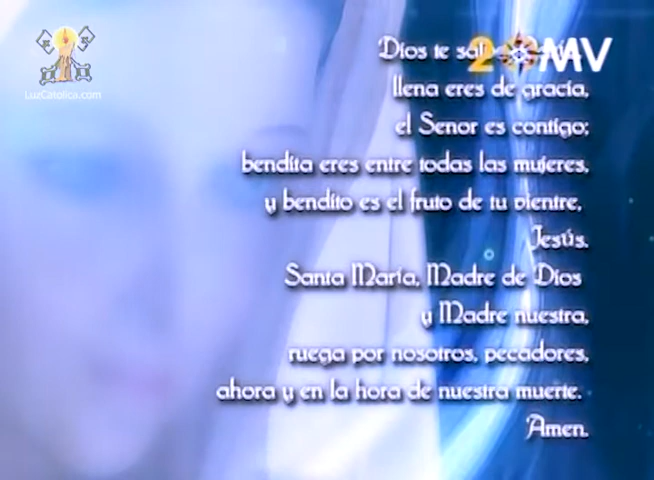 LuzCatolica.com
2 MV
Dios te
llena eres de gracia,
el Senor es contigo;
bendita eres entre todas las mujeres,
y bendito es el fruto de tu vientre,
Jesús.
Santa María, Madre de Dios
y Madre nuestra,
ruega por nosotros, pecadores,
ahora y en la hora de nuestra muerte.
Amen.